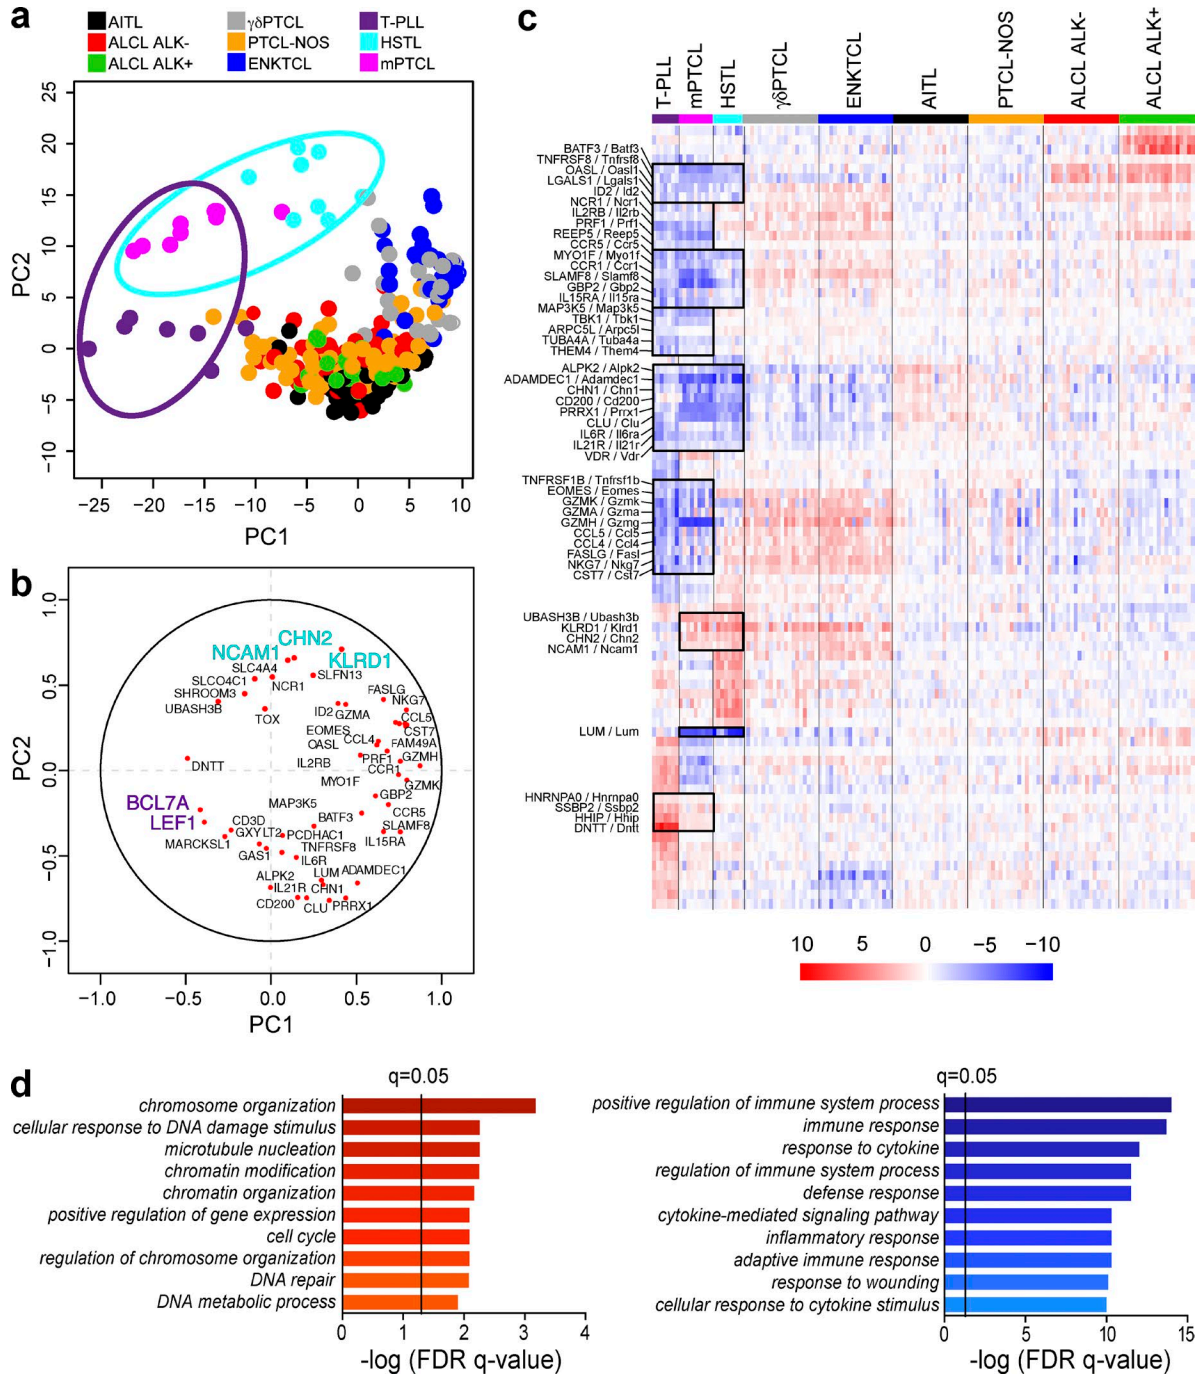 a
AITL
ALCL ALK-
ALCL ALK+
γδPTCL
PTCL-NOS
ENKTCL
T-PLL
HSTL
mPTCL
PC2
25
20
15
10
5
0
−5
−10
−25
−20
−15
−10
−5
0
5
10
PC1
b
PC2
1.0
0.5
0.0
−0.5
−1.0
CHN2
NCAM1
KLRD1
SLC4A4
SLCO4C1
NCR1
SLFN13
SHROOM3
UBASH3B
TOX
FASLG
NKG7
ID2
GZMA
CCL5
EOMES
CST7
OASL
CCL4
FAM49A
IL2RB
PRF1
GZMH
CCR1
DNTT
MYO1F
GZMK
GBP2
BCL7A
MAP3K5
CCR5
LEF1
CD3D
BATF3
SLAMF8
GXYLT2
PCDHAC1
MARCKSL1
TNFRSF8
IL15RA
GAS1
IL6R
ALPK2
LUM
ADAMDEC1
IL21R
CHN1
CD200
CLU
PRRX1
−1.0
−0.5
0.0
0.5
1.0
PC1
c
T-PLL
mPTCL
HSTL
γδPTCL
ENKTCL
AITL
PTCL-NOS
ALCL ALK-
ALCL ALK+
BATF3 / Batf3
TNFRSF8 / Tnfrsf8
OASL / Oasl1
LGALS1 / Lgals1
ID2 / Id2
NCR1 / Ncr1
IL2RB / Il2rb
PRF1 / Prf1
REEP5 / Reep5
CCR5 / Ccr5
MYO1F / Myo1f
CCR1 / Ccr1
SLAMF8 / Slamf8
GBP2 / Gbp2
IL15RA / Il15ra
MAP3K5 / Map3k5
TBK1 / Tbk1
ARPC5L / Arpc5l
TUBA4A / Tuba4a
THEM4 / Them4
ALPK2 / Alpk2
ADAMDEC1 / Adamdec1
CHN1 / Chn1
CD200 / Cd200
PRRX1 / Prrx1
CLU / Clu
IL6R / Il6ra
IL21R / Il21r
VDR / Vdr
TNFRSF1B / Tnfrsf1b
EOMES / Eomes
GZMK / Gzmk
GZMA / Gzma
GZMH / Gzmg
CCL5 / Ccl5
CCL4 / Ccl4
FASLG / Fasl
NKG7 / Nkg7
CST7 / Cst7
UBASH3B / Ubash3b
KLRD1 / Klrd1
CHN2 / Chn2
NCAM1 / Ncam1
LUM / Lum
HNRNPA0 / Hnrnpa0
SSBP2 / Ssbp2
HHIP / Hhip
DNTT / Dntt
10
5
0
−5
−10
d
q=0.05
chromosome organization
cellular response to DNA damage stimulus
microtubule nucleation
chromatin modification
chromatin organization
positive regulation of gene expression
cell cycle
regulation of chromosome organization
DNA repair
DNA metabolic process
0
1
2
3
4
-log (FDR q-value)
q=0.05
positive regulation of immune system process
immune response
response to cytokine
regulation of immune system process
defense response
cytokine-mediated signaling pathway
inflammatory response
adaptive immune response
response to wounding
cellular response to cytokine stimulus
0
5
10
15
-log (FDR q-value)